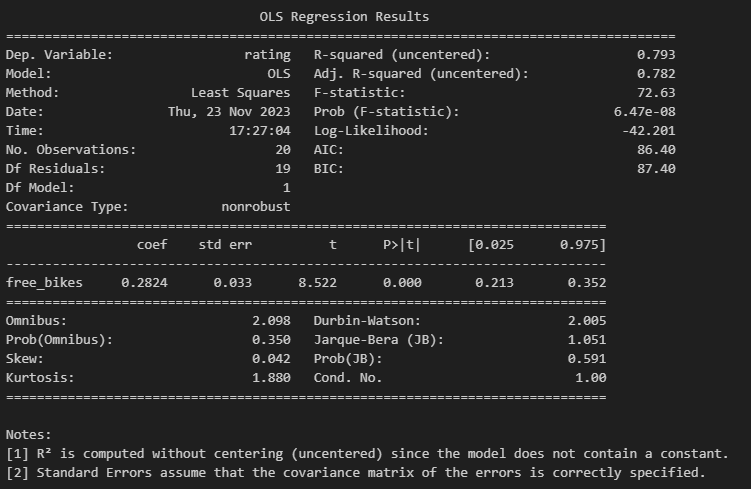 OLS Regression Results
=======================================================================================
Dep. Variable: rating R-squared (uncentered): 0.793
Model: OLS Adj. R-squared (uncentered): 0.782
Method: Least Squares F-statistic: 72.63
Date: Thu, 23 Nov 2023 Prob (F-statistic): 6.47e-08
Time: 17:27:04 Log-Likelihood: -42.201
No. Observations: 20 AIC: 86.40
Df Residuals: 19 BIC: 87.40
Df Model: 1
Covariance Type: nonrobust
==============================================================================
coef std err t P>|t| [0.025 0.975]
------------------------------------------------------------------------------
free_bikes 0.2824 0.033 8.522 0.000 0.213 0.352
==============================================================================
Omnibus: 2.098 Durbin-Watson: 2.005
Prob(Omnibus): 0.350 Jarque-Bera (JB): 1.051
Skew: 0.042 Prob(JB): 0.591
Kurtosis: 1.880 Cond. No. 1.00
==============================================================================
Notes:
[1] R² is computed without centering (uncentered) since the model does not contain a constant.
[2] Standard Errors assume that the covariance matrix of the errors is correctly specified.